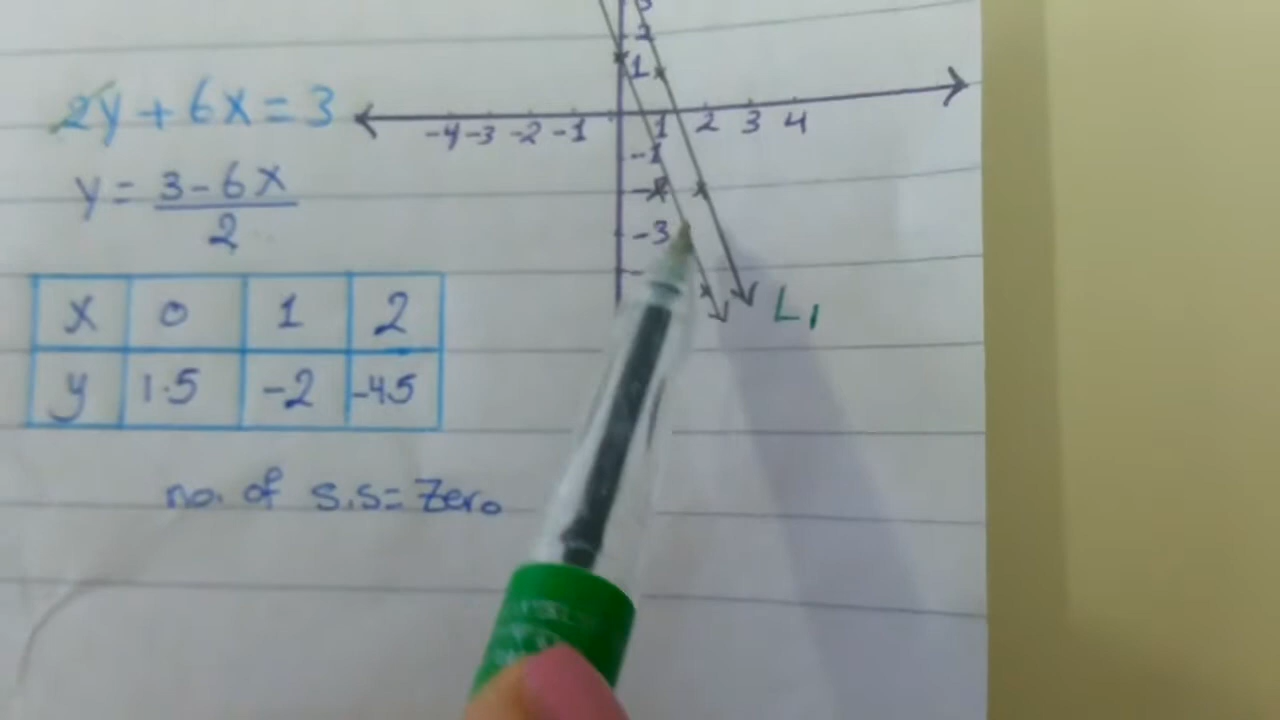 2y + 6x = 3
y = 3 - 6x / 2
x 0 1 2
y 1.5 -2 -4.5
no. of s.s = Zero
2
1
-4 -3 -2 -1 1 2 3 4
-1
-3
L1